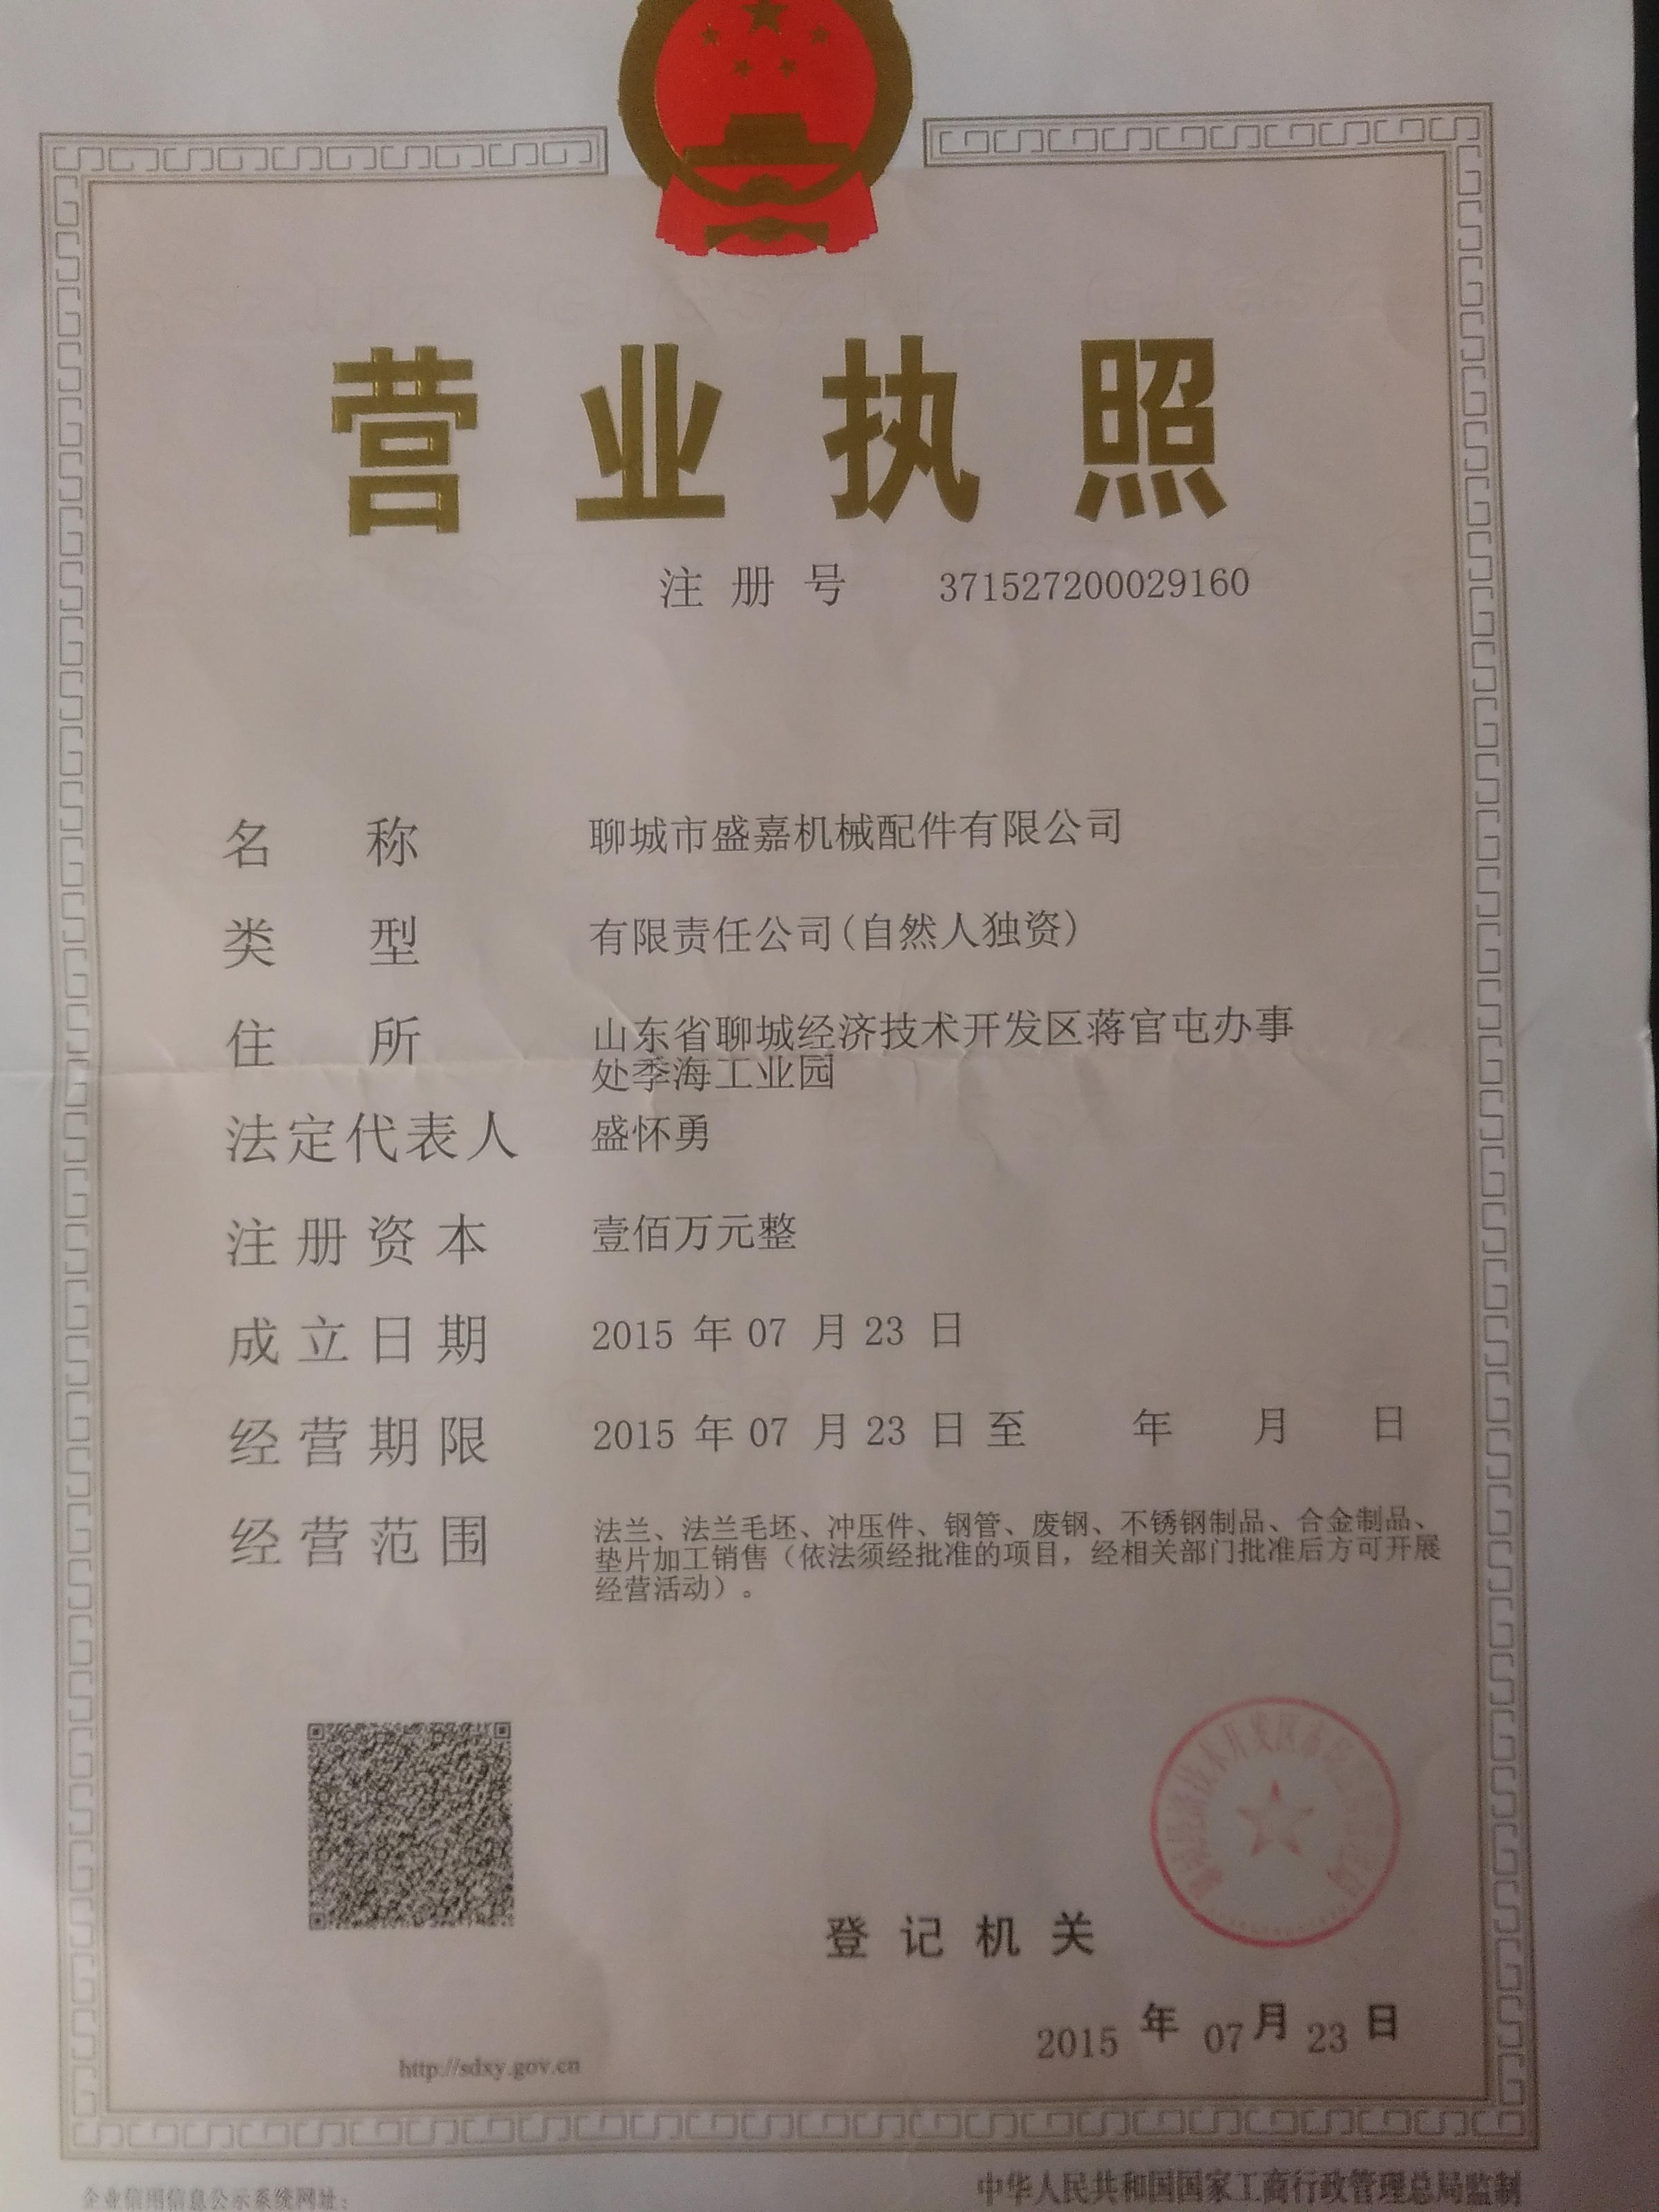 营业执照
注册号 371527200029160
名称 聊城市盛嘉机械配件有限公司
类型 有限责任公司(自然人独资)
住所 山东省聊城经济技术开发区蒋官屯办事
处季海工业园
法定代表人 盛怀勇
注册资本 壹佰万元整
成立日期 2015 年 07 月 23 日
经营期限 2015 年 07 月 23 日 至 年 月 日
经营范围 法兰、法兰毛坯、冲压件、钢管、废钢、不锈钢制品、合金制品、
垫片加工销售（依法须经批准的项目，经相关部门批准后方可开展
经营活动）。
技术开发区市
登记机关
2015 年 07 月 23 日
http://sdxy.gov.cn
企业信用信息公示系统网址：
中华人民共和国国家工商行政管理总局监制